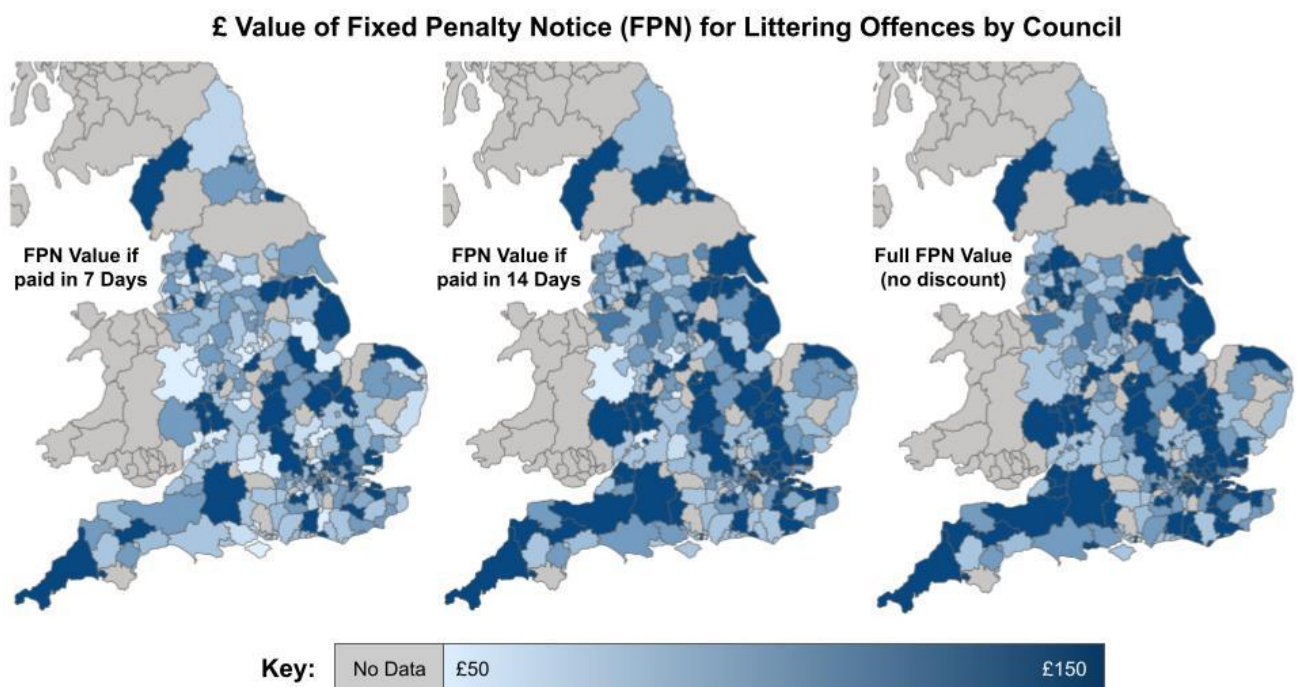 £ Value of Fixed Penalty Notice (FPN) for Littering Offences by Council
FPN Value if
paid in 7 Days
FPN Value if
paid in 14 Days
Full FPN Value
(no discount)
Key:
No Data
£50
£150